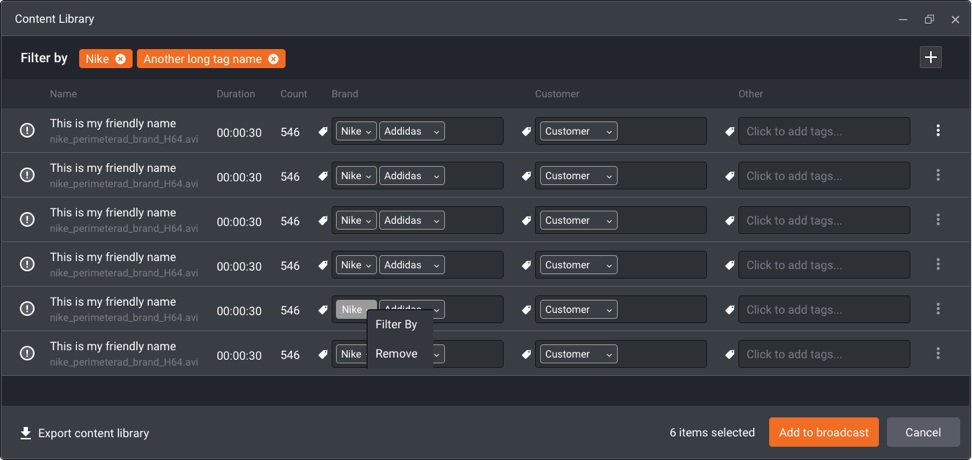 Content Library
Filter by Nike Another long tag name
Name Duration Count Brand Customer Other
This is my friendly name
nike_perimeterad_brand_H64.avi
00:00:30 546 Nike Addidas Customer Click to add tags...
This is my friendly name
nike_perimeterad_brand_H64.avi
00:00:30 546 Nike Addidas Customer Click to add tags...
This is my friendly name
nike_perimeterad_brand_H64.avi
00:00:30 546 Nike Addidas Customer Click to add tags...
This is my friendly name
nike_perimeterad_brand_H64.avi
00:00:30 546 Nike Addidas Customer Click to add tags...
This is my friendly name
nike_perimeterad_brand_H64.avi
00:00:30 546 Nike Addidas Customer Click to add tags...
Filter By
Remove
This is my friendly name
nike_perimeterad_brand_H64.avi
00:00:30 546 Nike Customer Click to add tags...
Export content library 6 items selected Add to broadcast Cancel